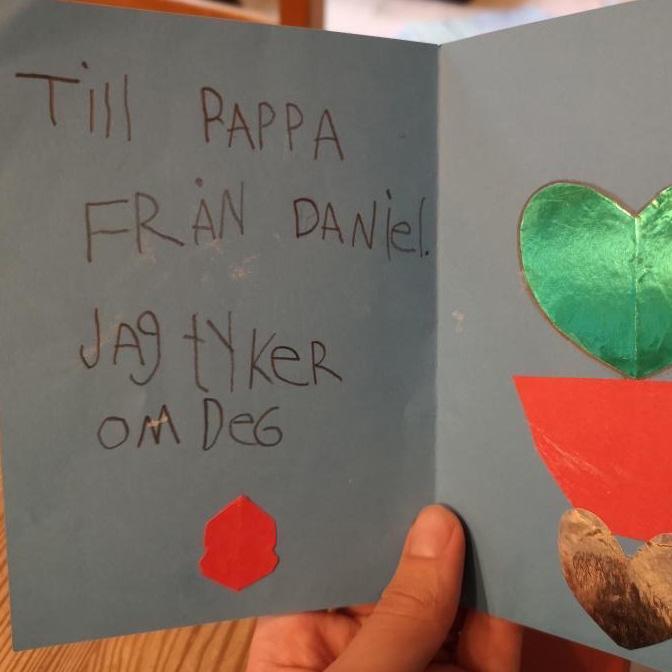 Till PAPPA
FRÅN DANiel.
JAg tYKeR
OM DeG